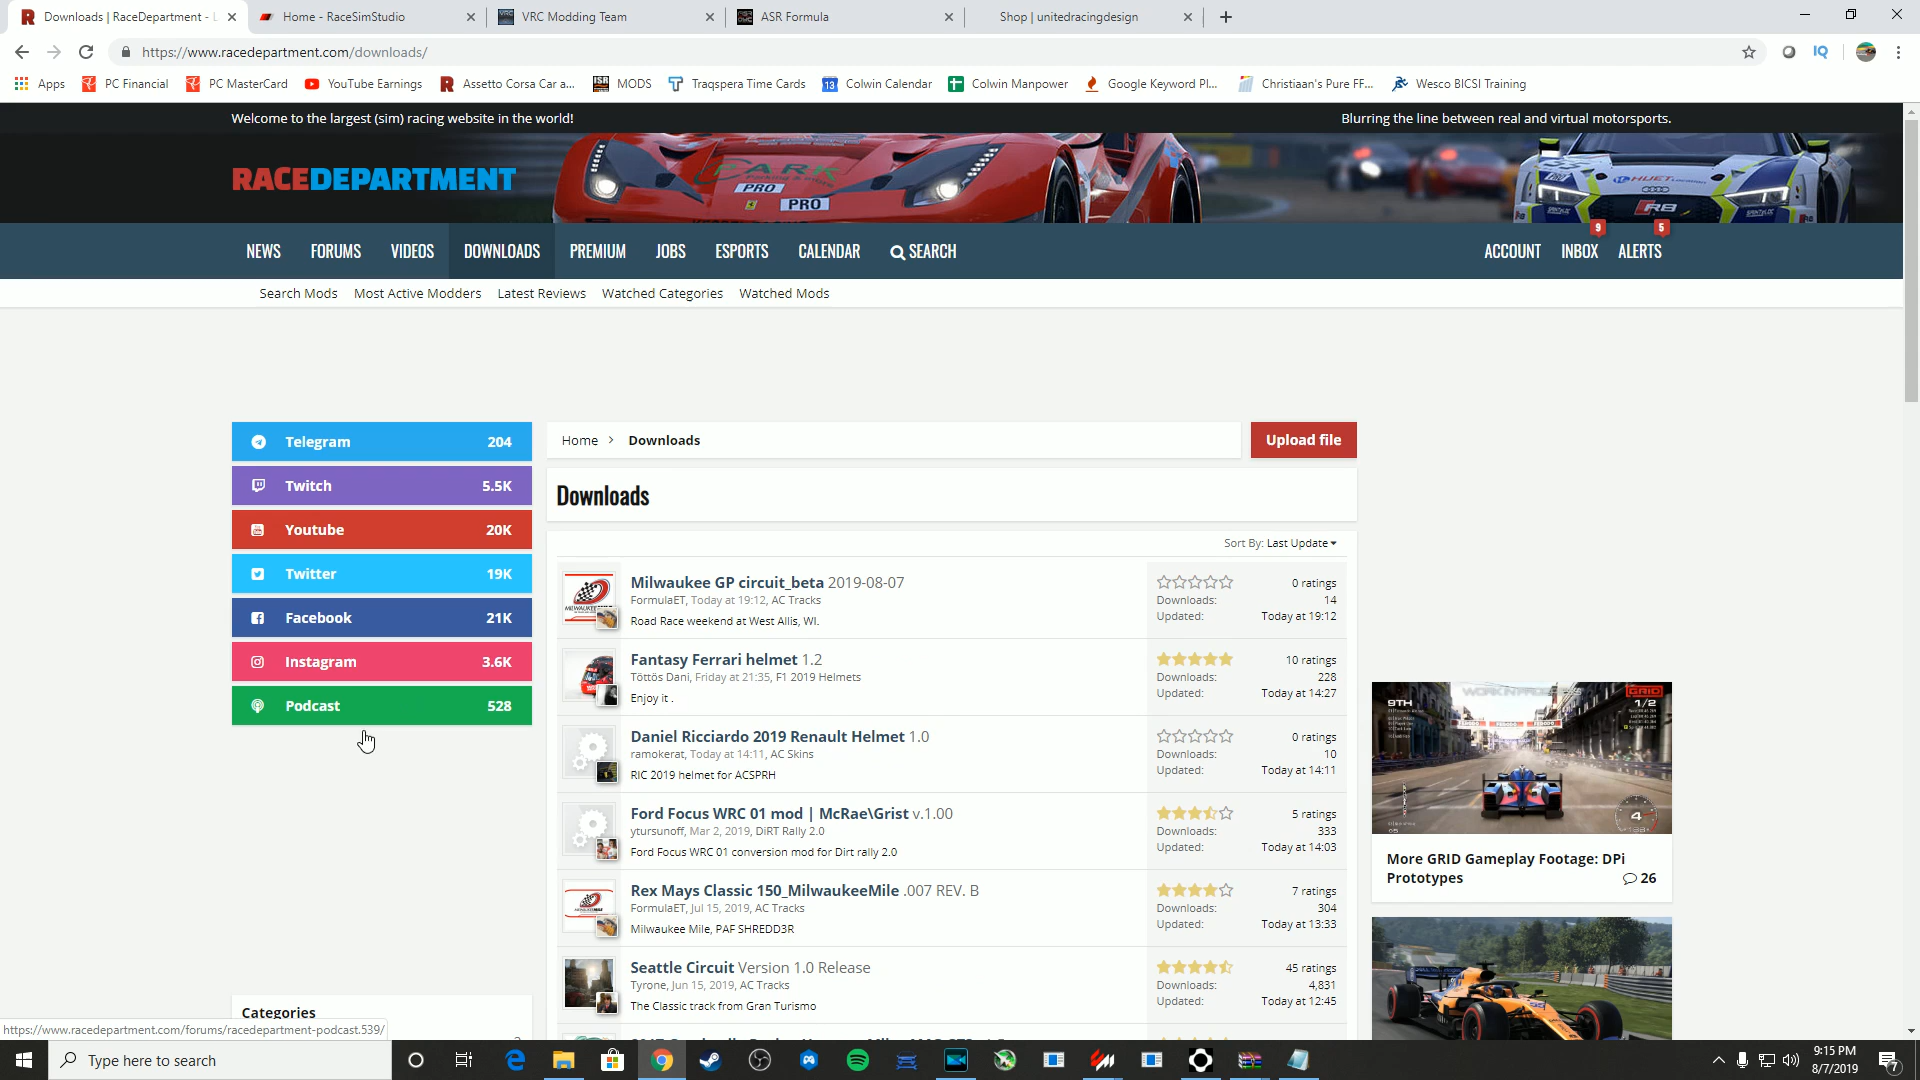 Downloads | RaceDepartment - L
Home - RaceSimStudio
VRC Modding Team
ASR Formula
Shop | unitedracingdesign
https://www.racedepartment.com/downloads/
Apps
PC Financial
PC MasterCard
YouTube Earnings
Assetto Corsa Car a...
MODS
Traqspera Time Cards
Colwin Calendar
Colwin Manpower
Google Keyword Pl...
Christiaan's Pure FF...
Wesco BICSI Training
Welcome to the largest (sim) racing website in the world!
Blurring the line between real and virtual motorsports.
RACEDEPARTMENT
PARK
PRO
PRO
HUET
R8
NEWS FORUMS VIDEOS DOWNLOADS PREMIUM JOBS ESPORTS CALENDAR SEARCH
ACCOUNT INBOX 9 ALERTS 5
Search Mods Most Active Modders Latest Reviews Watched Categories Watched Mods
Telegram 204
Twitch 5.5K
Youtube 20K
Twitter 19K
Facebook 21K
Instagram 3.6K
Podcast 528
Categories
Home > Downloads
Upload file
Downloads
Sort By: Last Update
Milwaukee GP circuit_beta 2019-08-07
FormulaET, Today at 19:12, AC Tracks
Road Race weekend at West Allis, WI.
0 ratings
Downloads: 14
Updated: Today at 19:12
Fantasy Ferrari helmet 1.2
Töttös Dani, Friday at 21:35, F1 2019 Helmets
Enjoy it .
10 ratings
Downloads: 228
Updated: Today at 14:27
Daniel Ricciardo 2019 Renault Helmet 1.0
ramokerat, Today at 14:11, AC Skins
RIC 2019 helmet for ACSPRH
0 ratings
Downloads: 10
Updated: Today at 14:11
Ford Focus WRC 01 mod | McRae\Grist v.1.00
ytursunoff, Mar 2, 2019, DiRT Rally 2.0
Ford Focus WRC 01 conversion mod for Dirt rally 2.0
5 ratings
Downloads: 333
Updated: Today at 14:03
Rex Mays Classic 150_MilwaukeeMile .007 REV. B
FormulaET, Jul 15, 2019, AC Tracks
Milwaukee Mile, PAF SHREDD3R
7 ratings
Downloads: 304
Updated: Today at 13:33
Seattle Circuit Version 1.0 Release
Tyrone, Jun 15, 2019, AC Tracks
The Classic track from Gran Turismo
45 ratings
Downloads: 4,831
Updated: Today at 12:45
WORK IN PROGRESS
GRID
9TH
1/2
4
More GRID Gameplay Footage: DPi
Prototypes 26
https://www.racedepartment.com/forums/racedepartment-podcast.539/
Type here to search
9:15 PM
8/7/2019
7